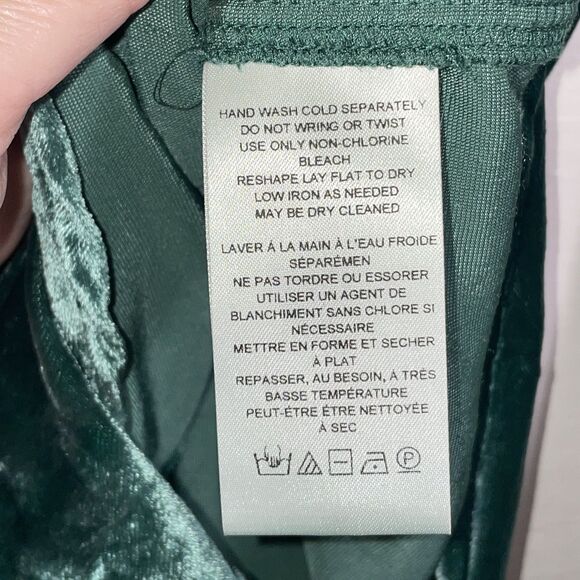 HAND WASH COLD SEPARATELY
DO NOT WRING OR TWIST
USE ONLY NON-CHLORINE
BLEACH
RESHAPE LAY FLAT TO DRY
LOW IRON AS NEEDED
MAY BE DRY CLEANED
LAVER À LA MAIN À L'EAU FROIDE
SÉPARÉMEN
NE PAS TORDRE OU ESSORER
UTILISER UN AGENT DE
BLANCHIMENT SANS CHLORE SI
NÉCESSAIRE
METTRE EN FORME ET SECHER
À PLAT
REPASSER, AU BESOIN, À TRÈS
BASSE TEMPÉRATURE
PEUT-ÉTRE ÉTRE NETTOYÉE
À SEC
P